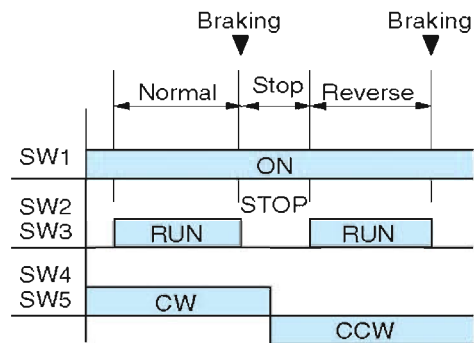 Braking Braking
Normal Stop Reverse
SW1 ON
SW2 STOP
SW3 RUN RUN
SW4
SW5 CW
CCW